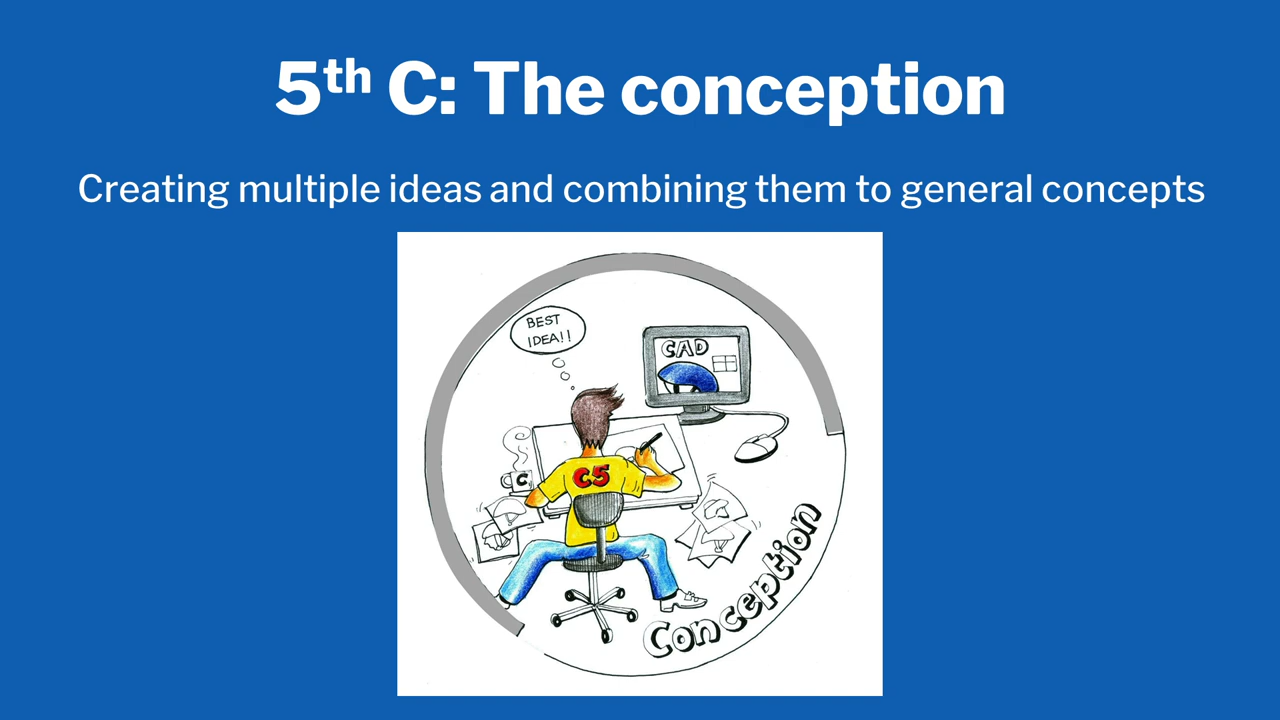 5th C: The conception
Creating multiple ideas and combining them to general concepts
BEST
IDEA!!
CAD
C
C5
Conception